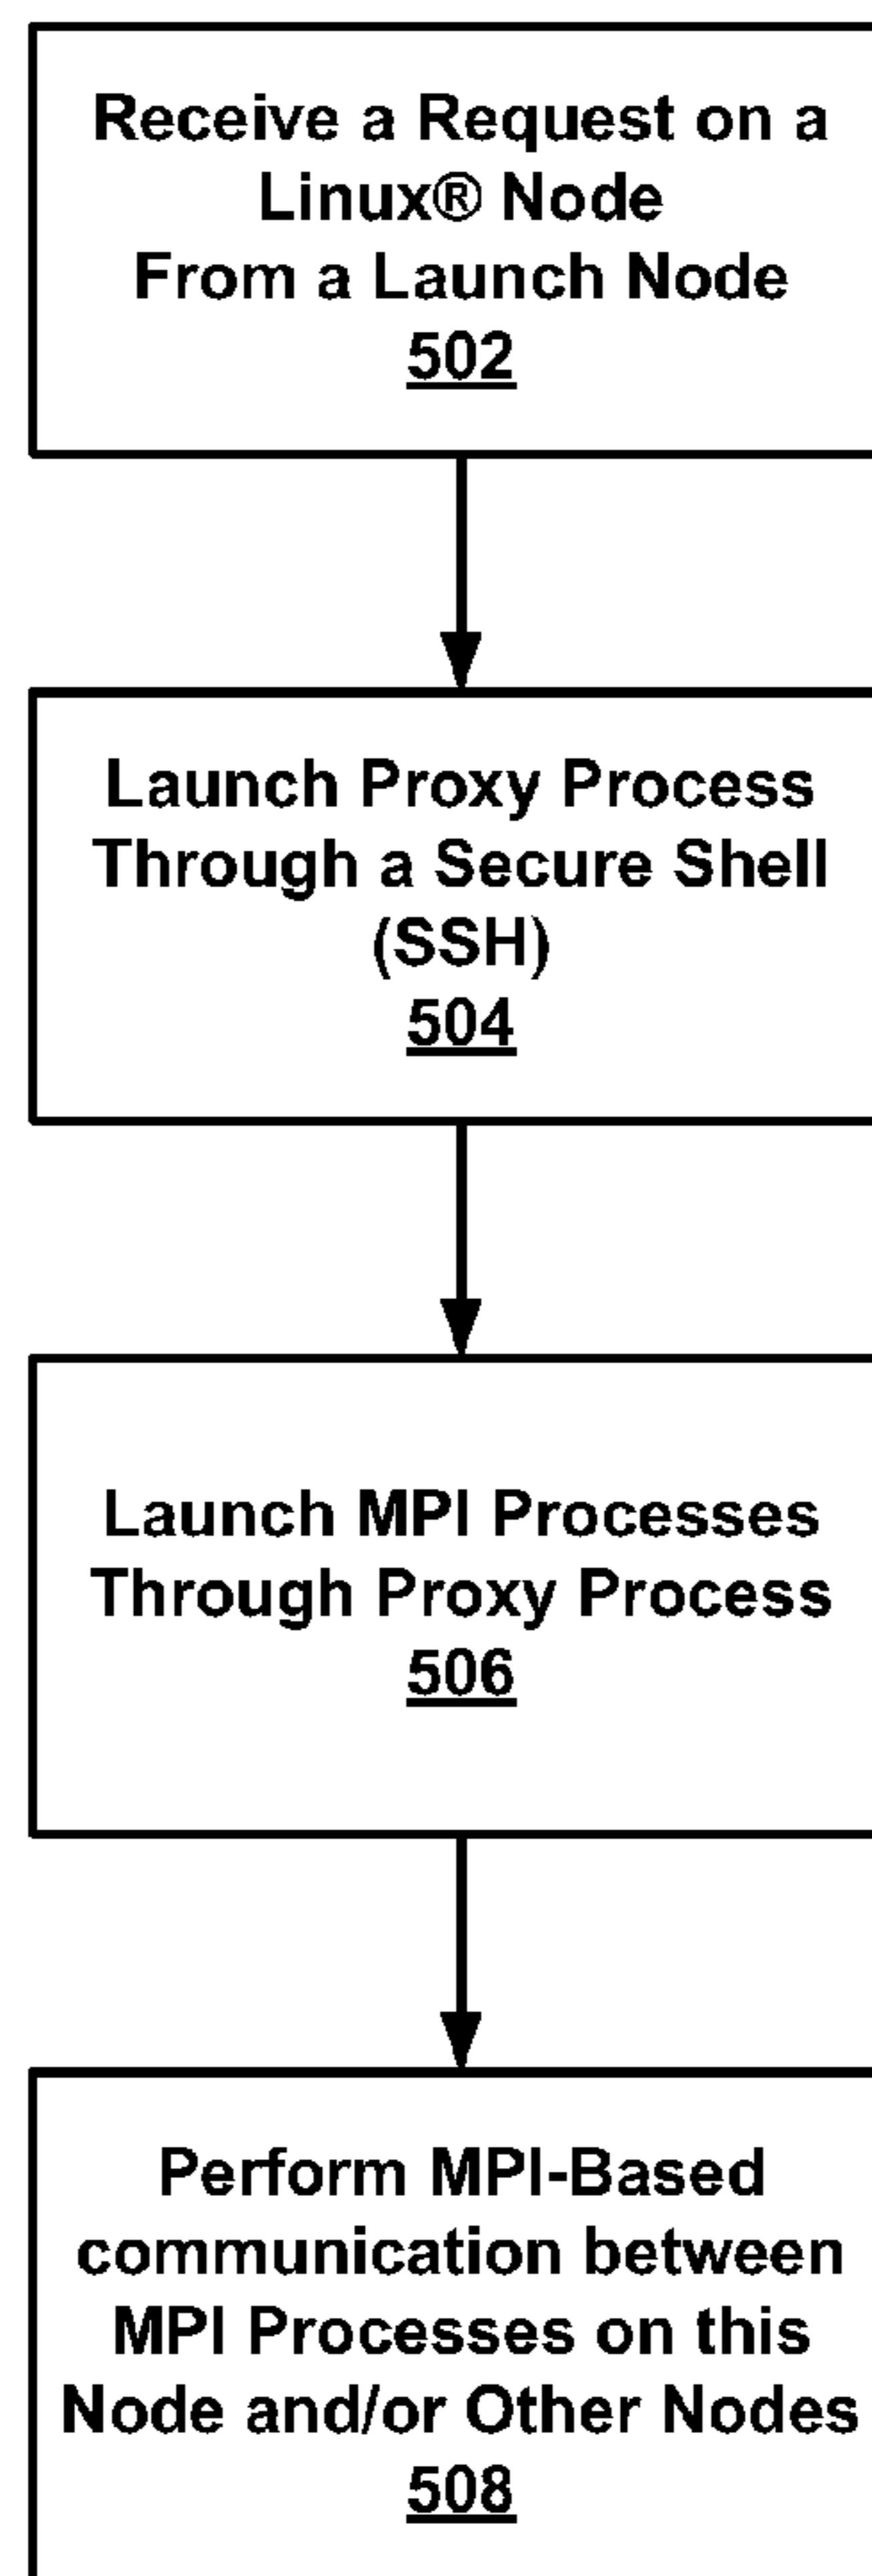 Receive a Request on a
Linux® Node
From a Launch Node
502
Launch Proxy Process
Through a Secure Shell
(SSH)
504
Launch MPI Processes
Through Proxy Process
506
Perform MPI-Based
communication between
MPI Processes on this
Node and/or Other Nodes
508